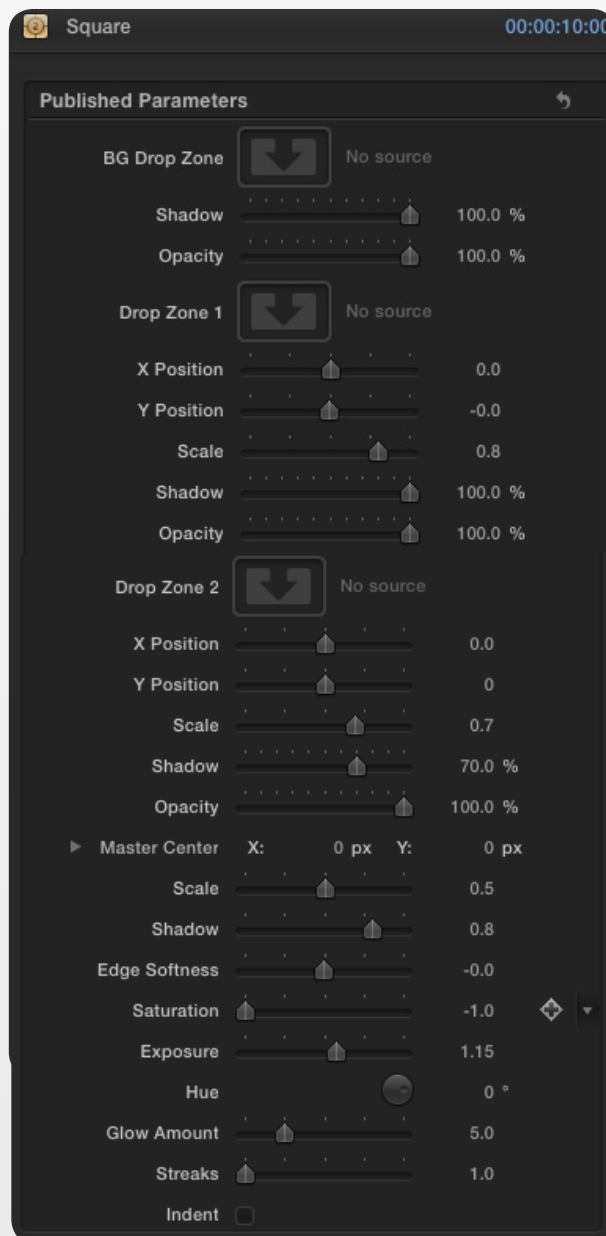 Square 00:00:10:00
Published Parameters
BG Drop Zone No source
Shadow 100.0 %
Opacity 100.0 %
Drop Zone 1 No source
X Position 0.0
Y Position -0.0
Scale 0.8
Shadow 100.0 %
Opacity 100.0 %
Drop Zone 2 No source
X Position 0.0
Y Position 0
Scale 0.7
Shadow 70.0 %
Opacity 100.0 %
Master Center X: 0 px Y: 0 px
Scale 0.5
Shadow 0.8
Edge Softness -0.0
Saturation -1.0
Exposure 1.15
Hue 0 °
Glow Amount 5.0
Streaks 1.0
Indent